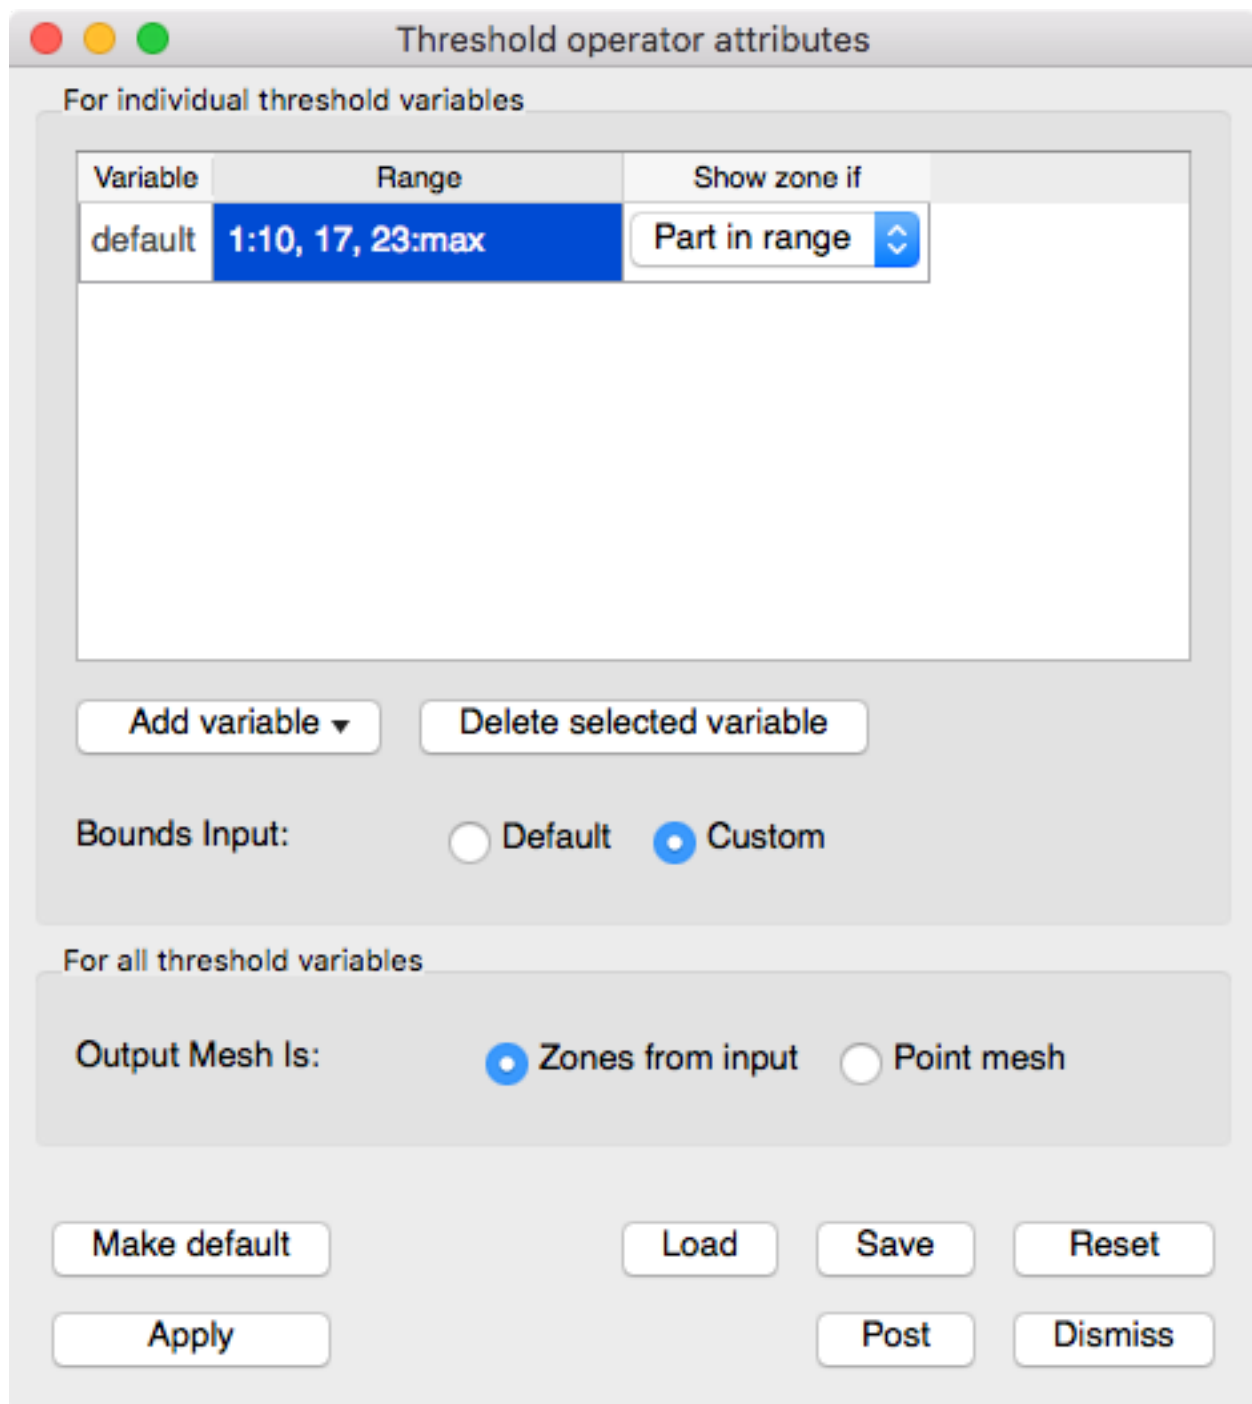 Threshold operator attributes
For individual threshold variables
Variable Range Show zone if
default 1:10, 17, 23:max Part in range
Add variable Delete selected variable
Bounds Input: Default Custom
For all threshold variables
Output Mesh Is: Zones from input Point mesh
Make default Load Save Reset
Apply Post Dismiss